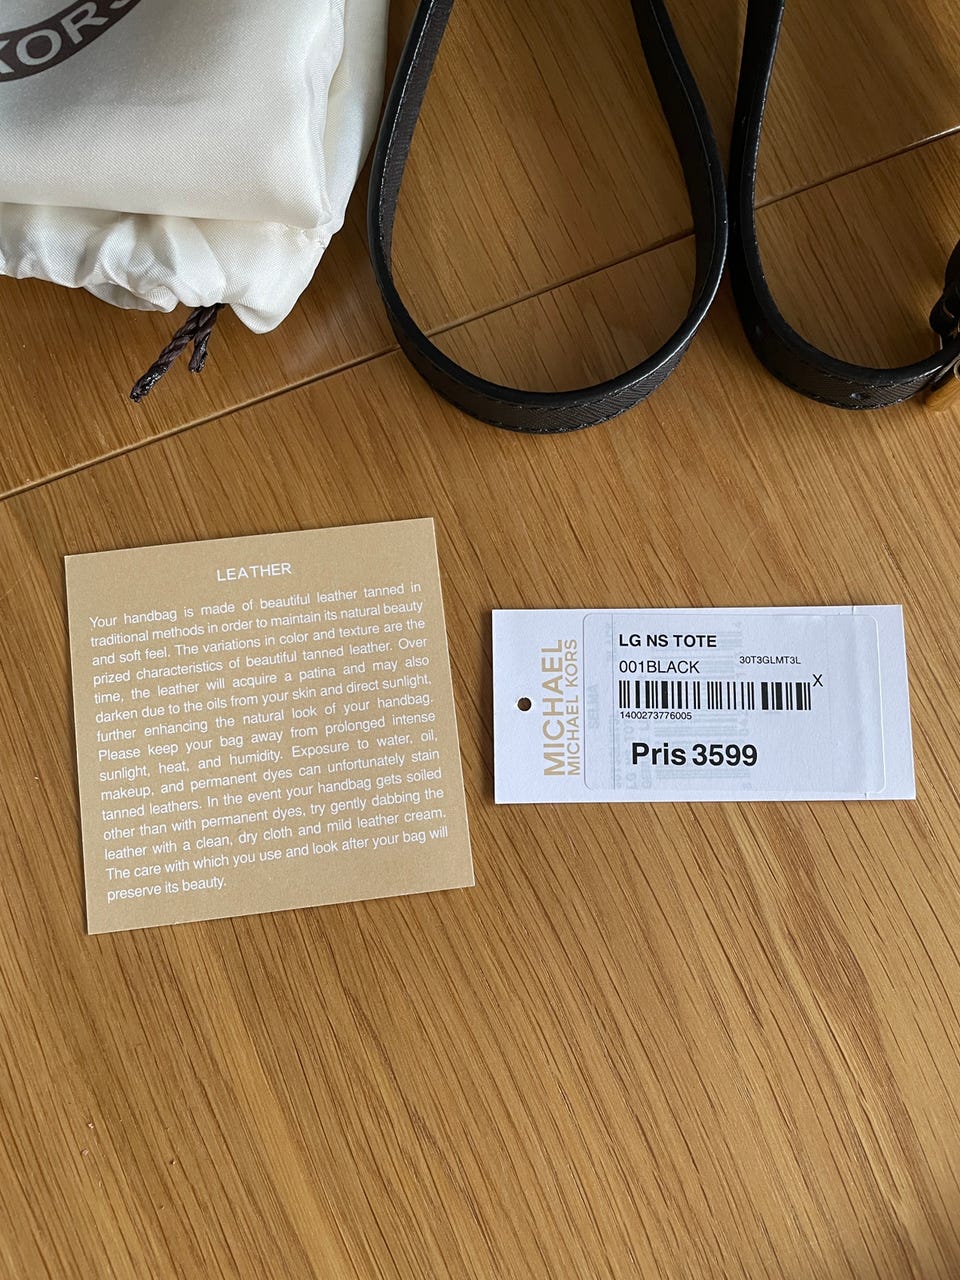 KORS
LEATHER
Your handbag is made of beautiful leather tanned in
traditional methods in order to maintain its natural beauty
and soft feel. The variations in color and texture are the
prized characteristics of beautiful tanned leather. Over
time, the leather will acquire a patina and may also
darken due to the oils from your skin and direct sunlight,
further enhancing the natural look of your handbag.
Please keep your bag away from prolonged intense
sunlight, heat, and humidity. Exposure to water, oil,
makeup, and permanent dyes can unfortunately stain
tanned leathers. In the event your handbag gets soiled
other than with permanent dyes, try gently dabbing the
leather with a clean, dry cloth and mild leather cream.
The care with which you use and look after your bag will
preserve its beauty.
MICHAEL
MICHAEL KORS
LG NS TOTE
001BLACK 30T3GLMT3L
X
1400273776005
Pris 3599